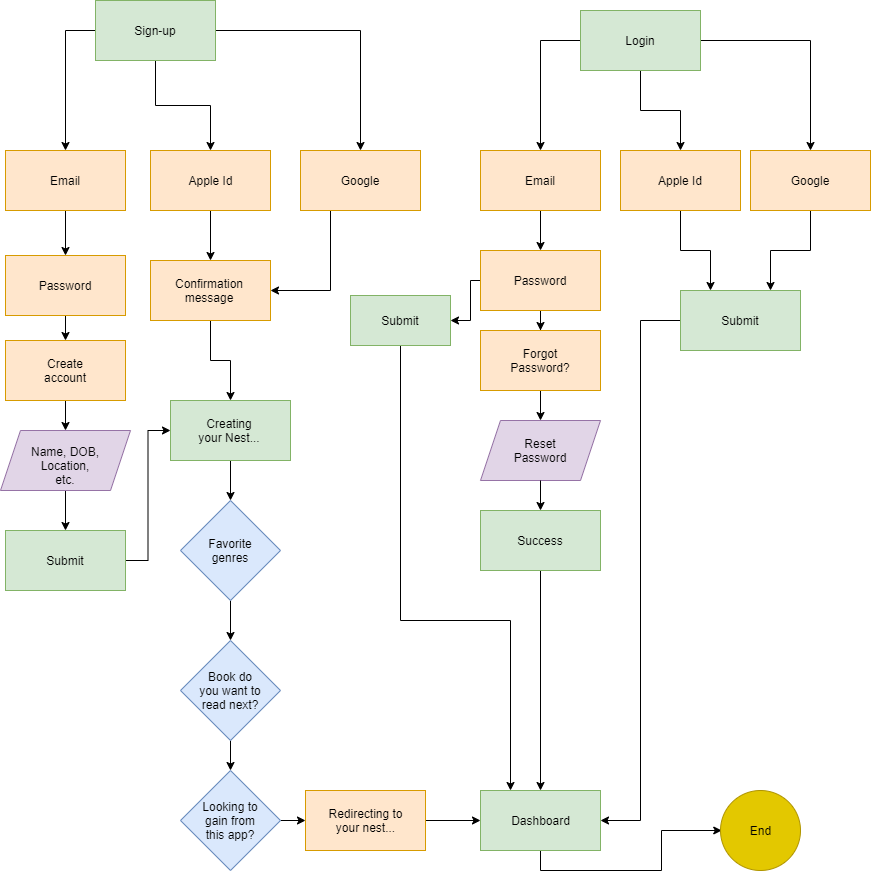 Sign-up
Login
Email
Apple Id
Google
Email
Apple Id
Google
Password
Confirmation
message
Password
Submit
Submit
Create
account
Forgot
Password?
Creating
your Nest...
Name, DOB,
Location,
etc.
Reset
Password
Submit
Favorite
genres
Success
Book do
you want to
read next?
Looking to
gain from
this app?
Redirecting to
your nest...
Dashboard
End